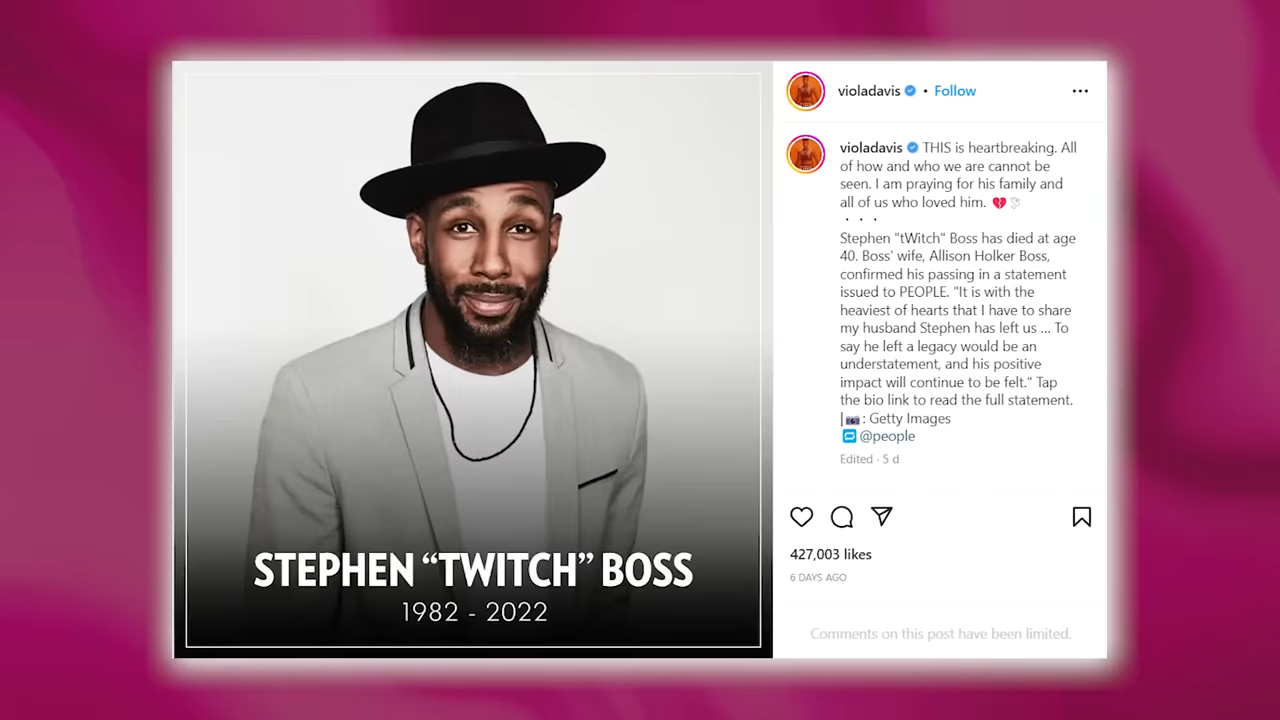 STEPHEN “TWITCH” BOSS
1982 - 2022
violadavis • Follow
violadavis THIS is heartbreaking. All
of how and who we are cannot be
seen. I am praying for his family and
all of us who loved him. 💔🕊
. . .
Stephen "tWitch" Boss has died at age
40. Boss' wife, Allison Holker Boss,
confirmed his passing in a statement
issued to PEOPLE. "It is with the
heaviest of hearts that I have to share
my husband Stephen has left us ... To
say he left a legacy would be an
understatement, and his positive
impact will continue to be felt." Tap
the bio link to read the full statement.
|📷: Getty Images
🔁 @people
Edited · 5 d
427,003 likes
6 DAYS AGO
Comments on this post have been limited.